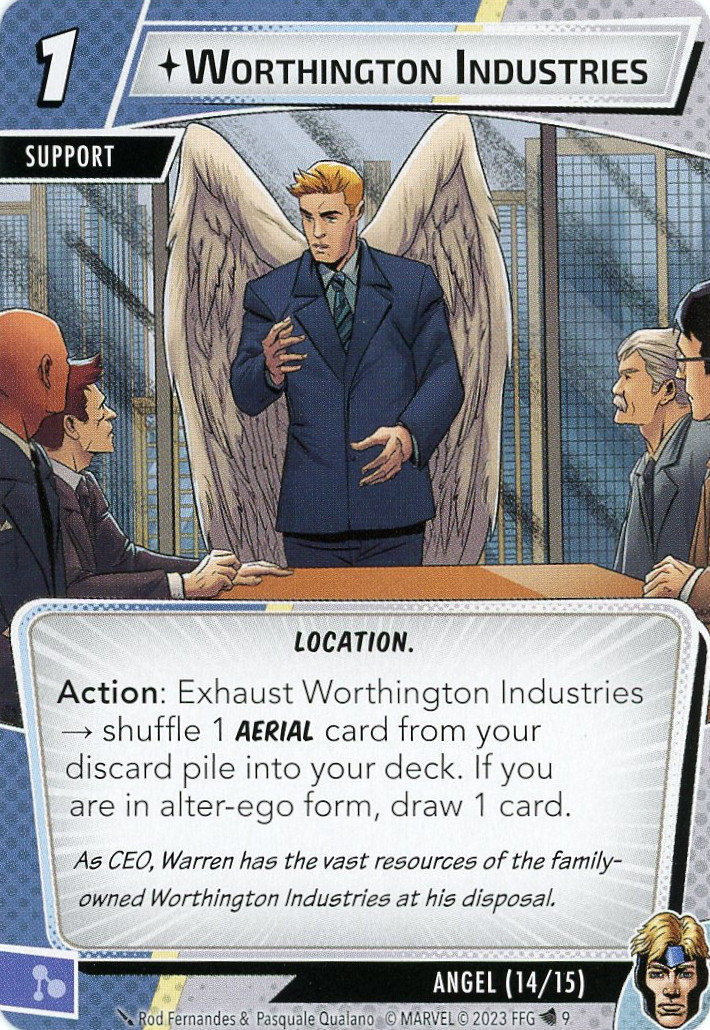 1
Worthington Industries
SUPPORT
LOCATION.
Action: Exhaust Worthington Industries
→ shuffle 1 AERIAL card from your
discard pile into your deck. If you
are in alter-ego form, draw 1 card.
As CEO, Warren has the vast resources of the family-
owned Worthington Industries at his disposal.
ANGEL (14/15)
Rod Fernandes & Pasquale Qualano © MARVEL © 2023 FFG 9